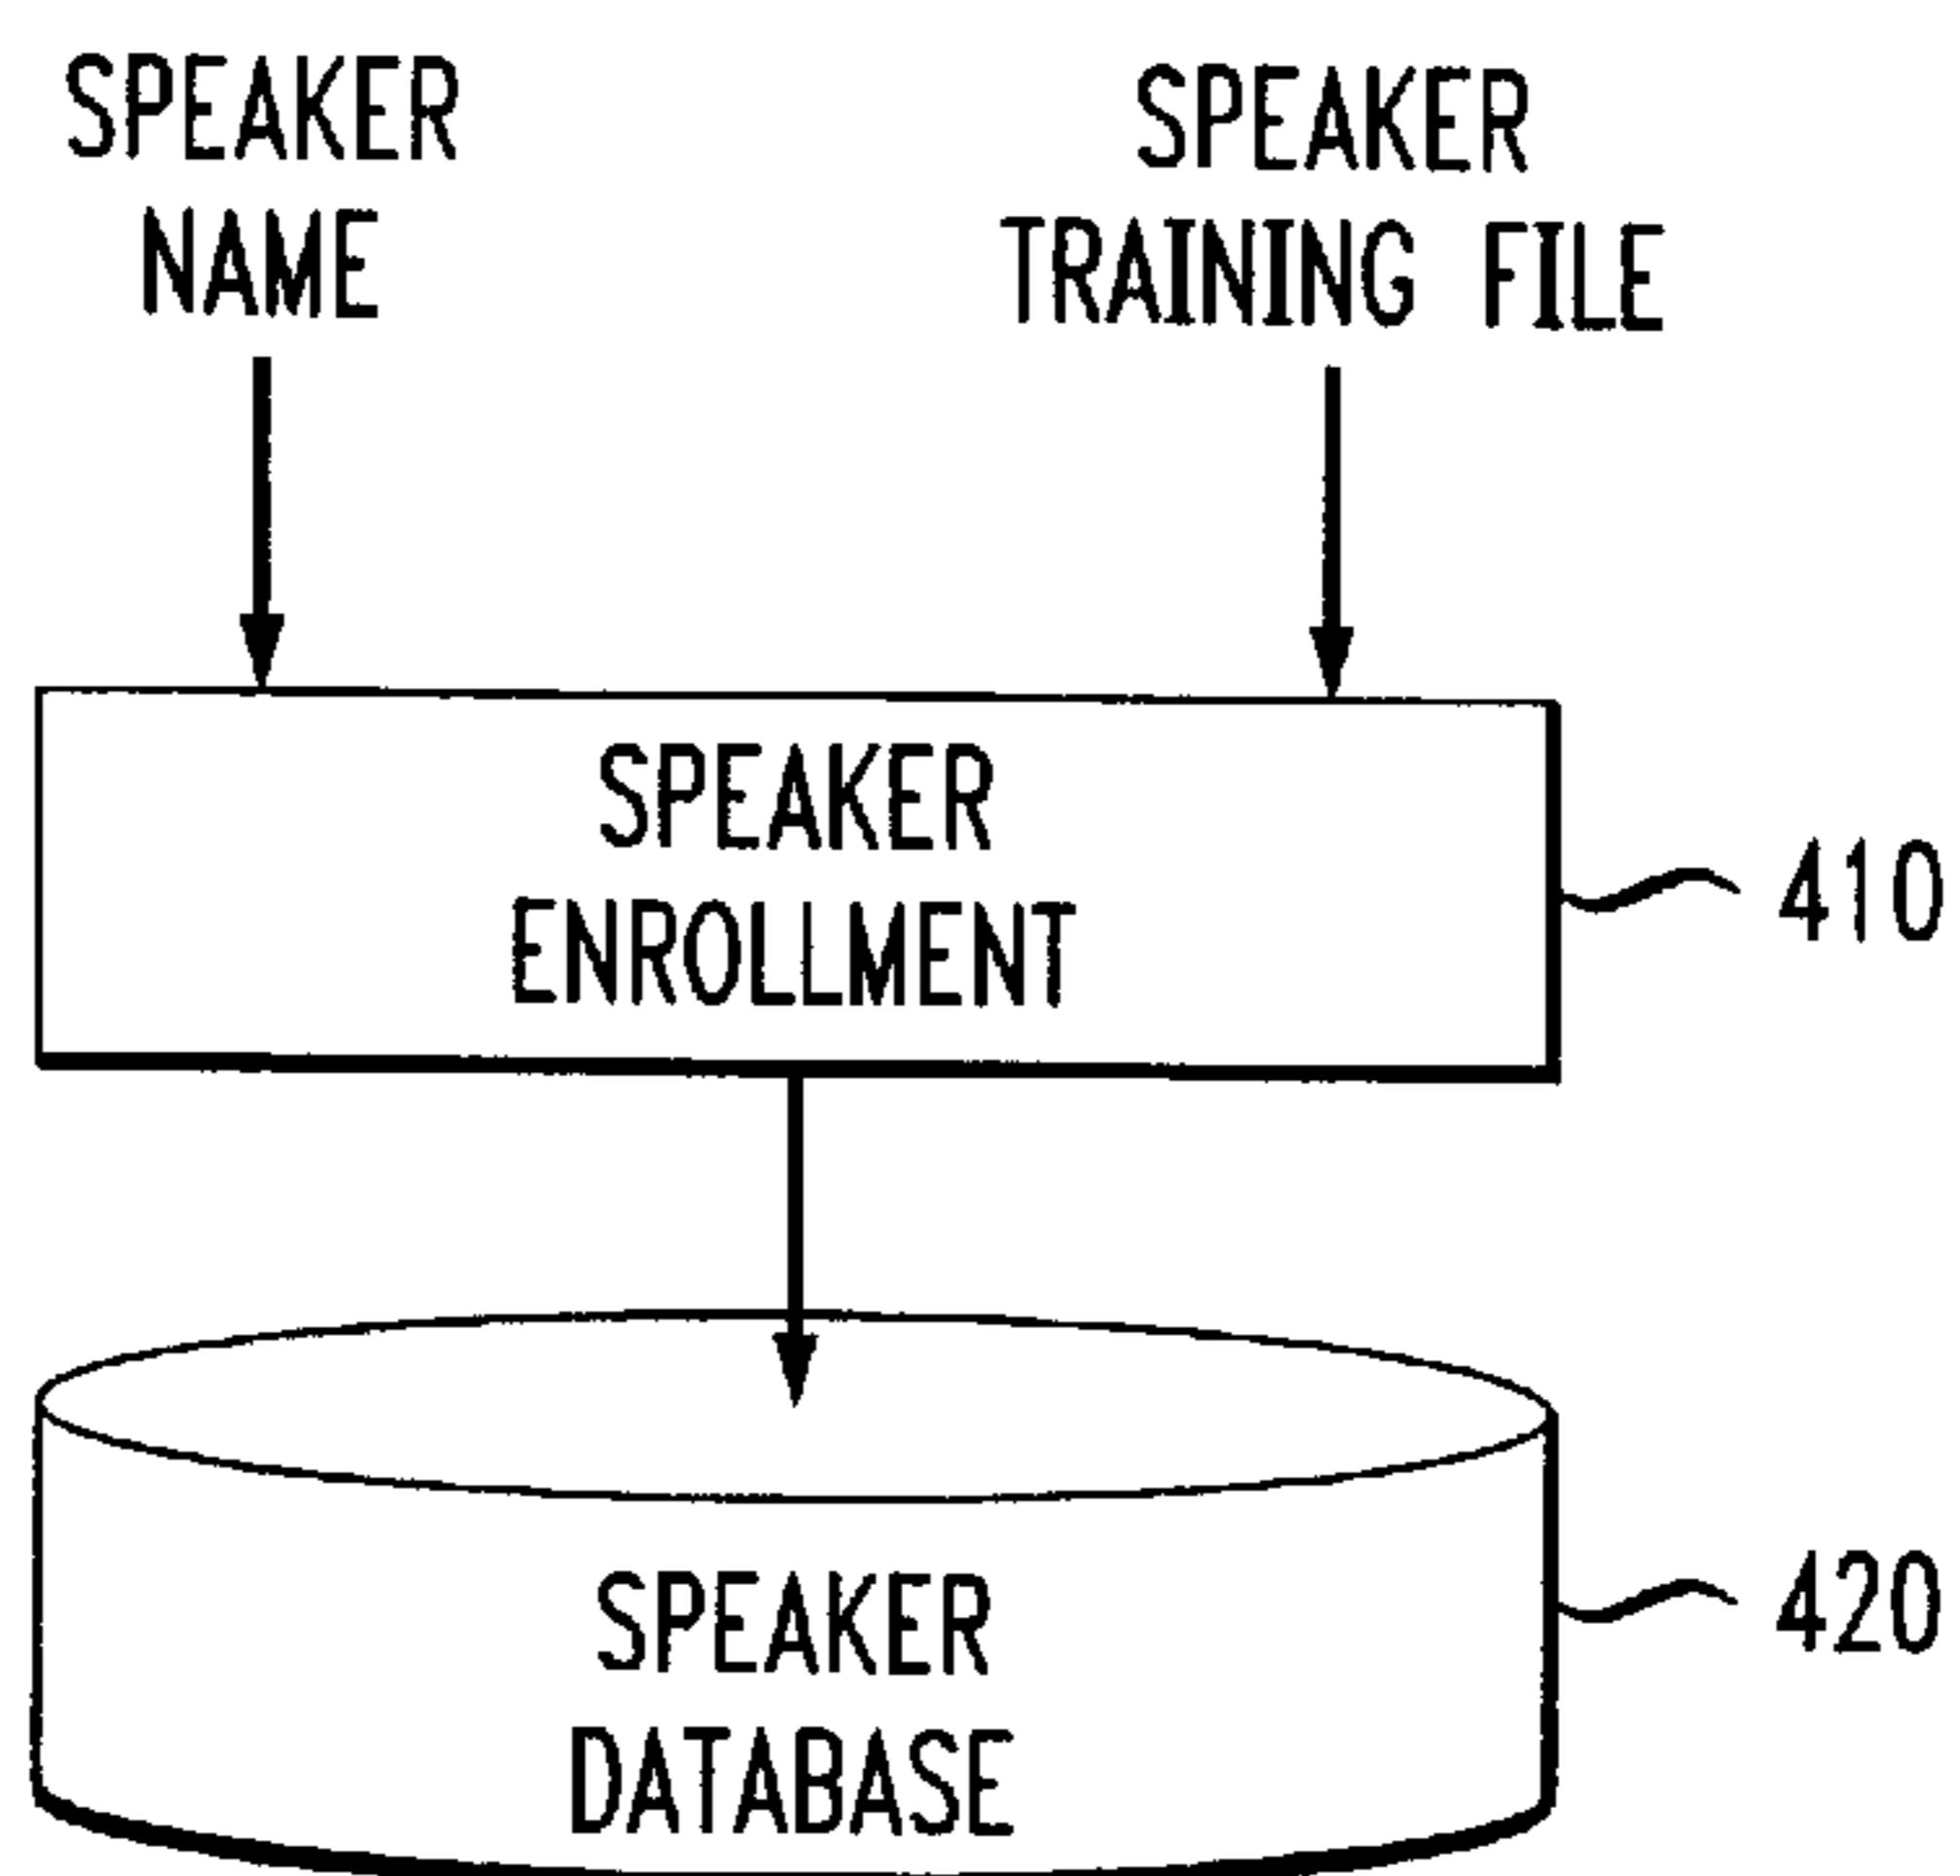 SPEAKER
NAME
SPEAKER
TRAINING FILE
SPEAKER
ENROLLMENT
410
SPEAKER
DATABASE
420